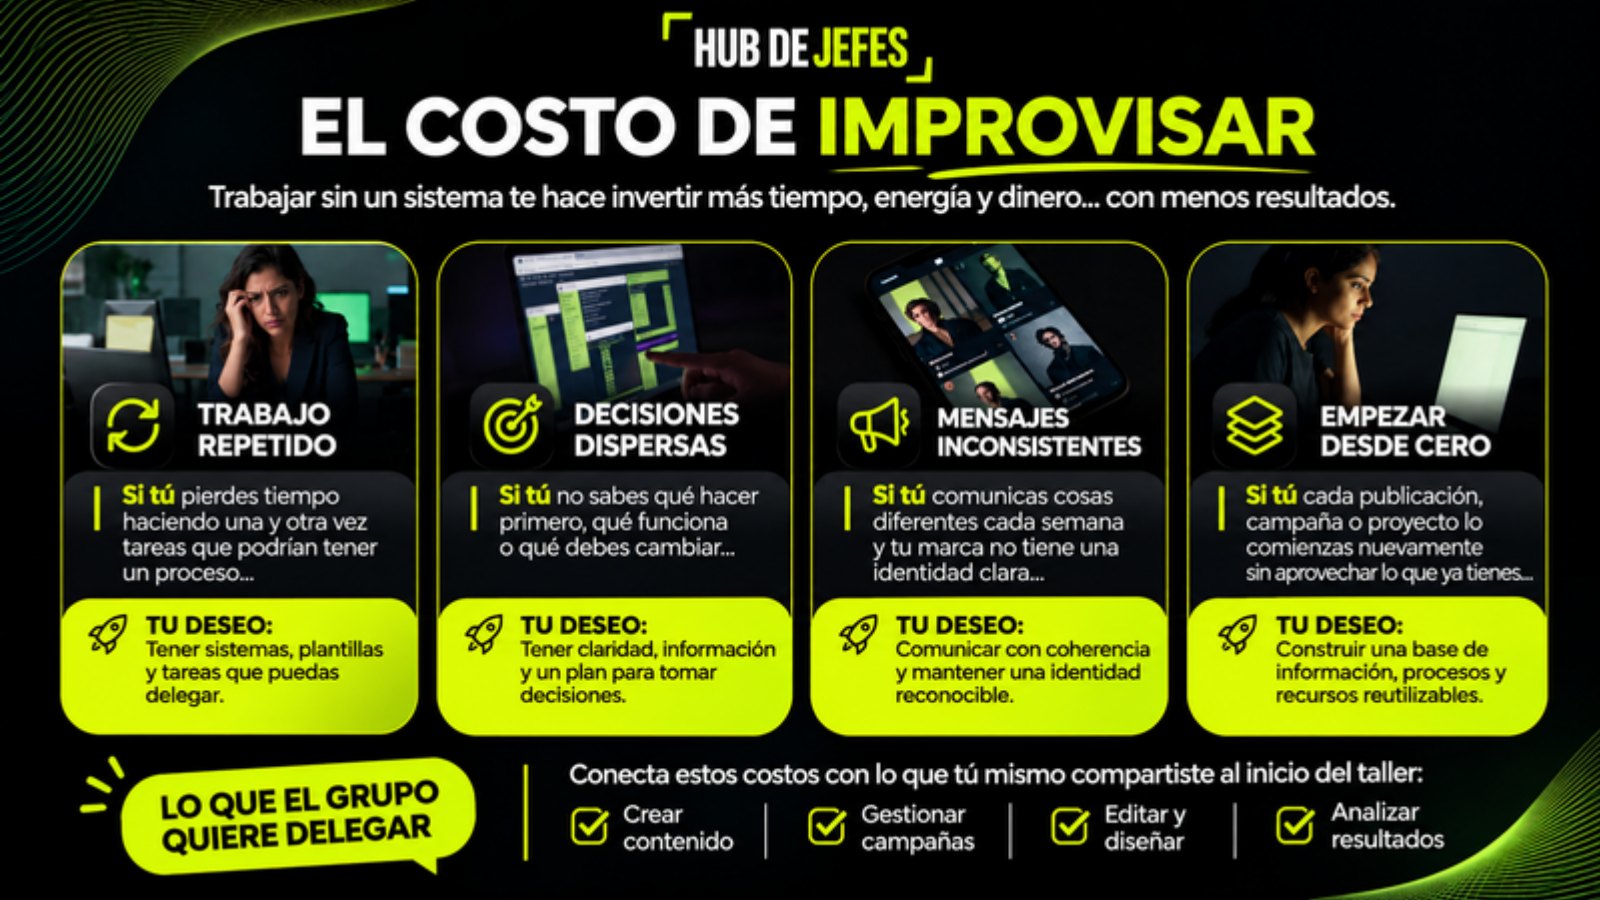 HUB DE JEFES
EL COSTO DE IMPROVISAR
Trabajar sin un sistema te hace invertir más tiempo, energía y dinero... con menos resultados.
TRABAJO
REPETIDO
Si tú pierdes tiempo
haciendo una y otra vez
tareas que podrían tener
un proceso...
TU DESEO:
Tener sistemas, plantillas
y tareas que puedas
delegar.
DECISIONES
DISPERSAS
Si tú no sabes qué hacer
primero, qué funciona
o qué debes cambiar...
TU DESEO:
Tener claridad, información
y un plan para tomar
decisiones.
MENSAJES
INCONSISTENTES
Si tú comunicas cosas
diferentes cada semana
y tu marca no tiene una
identidad clara...
TU DESEO:
Comunicar con coherencia
y mantener una identidad
reconocible.
EMPEZAR
DESDE CERO
Si tú cada publicación,
campaña o proyecto lo
comienzas nuevamente
sin aprovechar lo que ya tienes...
TU DESEO:
Construir una base de
información, procesos y
recursos reutilizables.
LO QUE EL GRUPO
QUIERE DELEGAR
Conecta estos costos con lo que tú mismo compartiste al inicio del taller:
Crear
contenido
Gestionar
campañas
Editar y
diseñar
Analizar
resultados